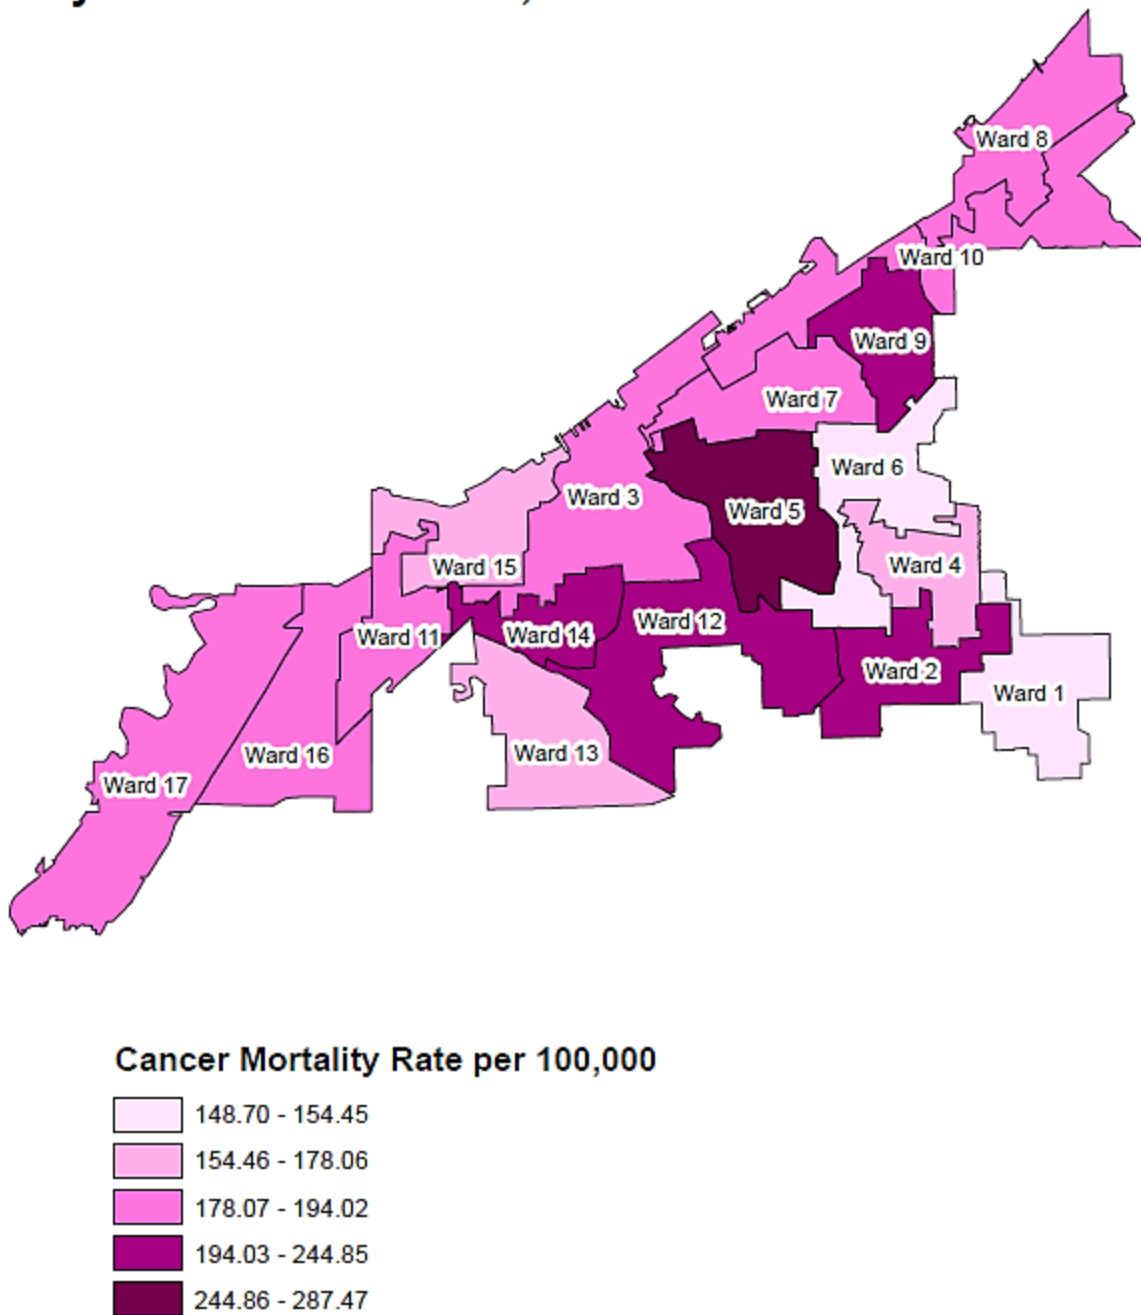 Ward 8
Ward 10
Ward 9
Ward 7
Ward 6
Ward 3
Ward 5
Ward 15
Ward 4
Ward 11
Ward 14
Ward 12
Ward 2
Ward 1
Ward 16
Ward 13
Ward 17
Cancer Mortality Rate per 100,000
148.70 - 154.45
154.46 - 178.06
178.07 - 194.02
194.03 - 244.85
244.86 - 287.47